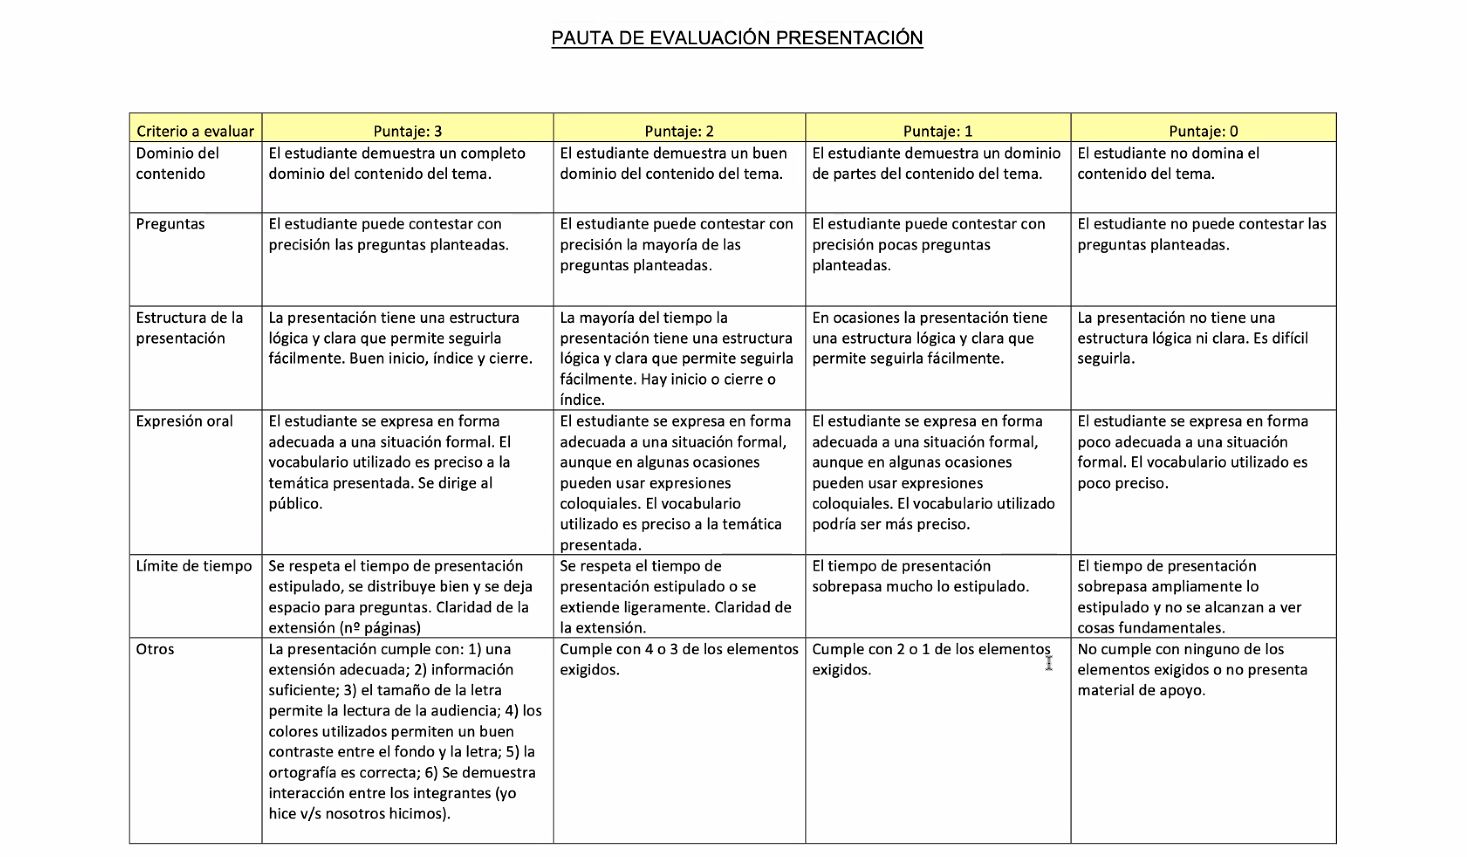 PAUTA DE EVALUACIÓN PRESENTACIÓN
Criterio a evaluar
Puntaje: 3
Puntaje: 2
Puntaje: 1
Puntaje: 0
Dominio del
contenido
El estudiante demuestra un completo
dominio del contenido del tema.
El estudiante demuestra un buen
dominio del contenido del tema.
El estudiante demuestra un dominio
de partes del contenido del tema.
El estudiante no domina el
contenido del tema.
Preguntas
El estudiante puede contestar con
precisión las preguntas planteadas.
El estudiante puede contestar con
precisión la mayoría de las
preguntas planteadas.
El estudiante puede contestar con
precisión pocas preguntas
planteadas.
El estudiante no puede contestar las
preguntas planteadas.
Estructura de la
presentación
La presentación tiene una estructura
lógica y clara que permite seguirla
fácilmente. Buen inicio, índice y cierre.
La mayoría del tiempo la
presentación tiene una estructura
lógica y clara que permite seguirla
fácilmente. Hay inicio o cierre o
índice.
En ocasiones la presentación tiene
una estructura lógica y clara que
permite seguirla fácilmente.
La presentación no tiene una
estructura lógica ni clara. Es difícil
seguirla.
Expresión oral
El estudiante se expresa en forma
adecuada a una situación formal. El
vocabulario utilizado es preciso a la
temática presentada. Se dirige al
público.
El estudiante se expresa en forma
adecuada a una situación formal,
aunque en algunas ocasiones
pueden usar expresiones
coloquiales. El vocabulario
utilizado es preciso a la temática
presentada.
El estudiante se expresa en forma
adecuada a una situación formal,
aunque en algunas ocasiones
pueden usar expresiones
coloquiales. El vocabulario utilizado
podría ser más preciso.
El estudiante se expresa en forma
poco adecuada a una situación
formal. El vocabulario utilizado es
poco preciso.
Límite de tiempo
Se respeta el tiempo de presentación
estipulado, se distribuye bien y se deja
espacio para preguntas. Claridad de la
extensión (nº páginas)
Se respeta el tiempo de
presentación estipulado o se
extiende ligeramente. Claridad de
la extensión.
El tiempo de presentación
sobrepasa mucho lo estipulado.
El tiempo de presentación
sobrepasa ampliamente lo
estipulado y no se alcanzan a ver
cosas fundamentales.
Otros
La presentación cumple con: 1) una
extensión adecuada; 2) información
suficiente; 3) el tamaño de la letra
permite la lectura de la audiencia; 4) los
colores utilizados permiten un buen
contraste entre el fondo y la letra; 5) la
ortografía es correcta; 6) Se demuestra
interacción entre los integrantes (yo
hice v/s nosotros hicimos).
Cumple con 4 o 3 de los elementos
exigidos.
Cumple con 2 o 1 de los elementos
exigidos.
No cumple con ninguno de los
elementos exigidos o no presenta
material de apoyo.